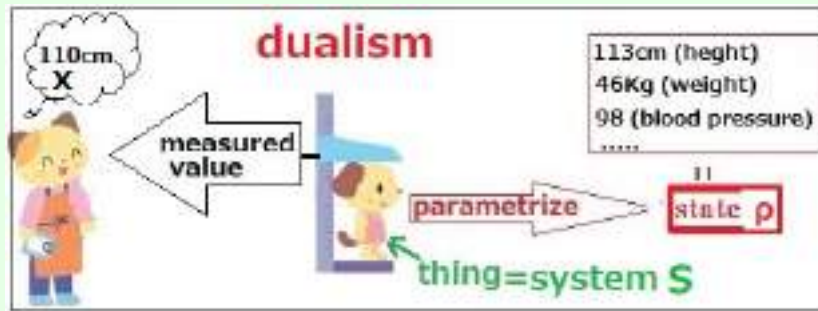 dualism
110cm
X
measured
value
113cm (heght)
46Kg (weight)
98 (blood pressure)
.....
parametrize
=
state ρ
thing=system S